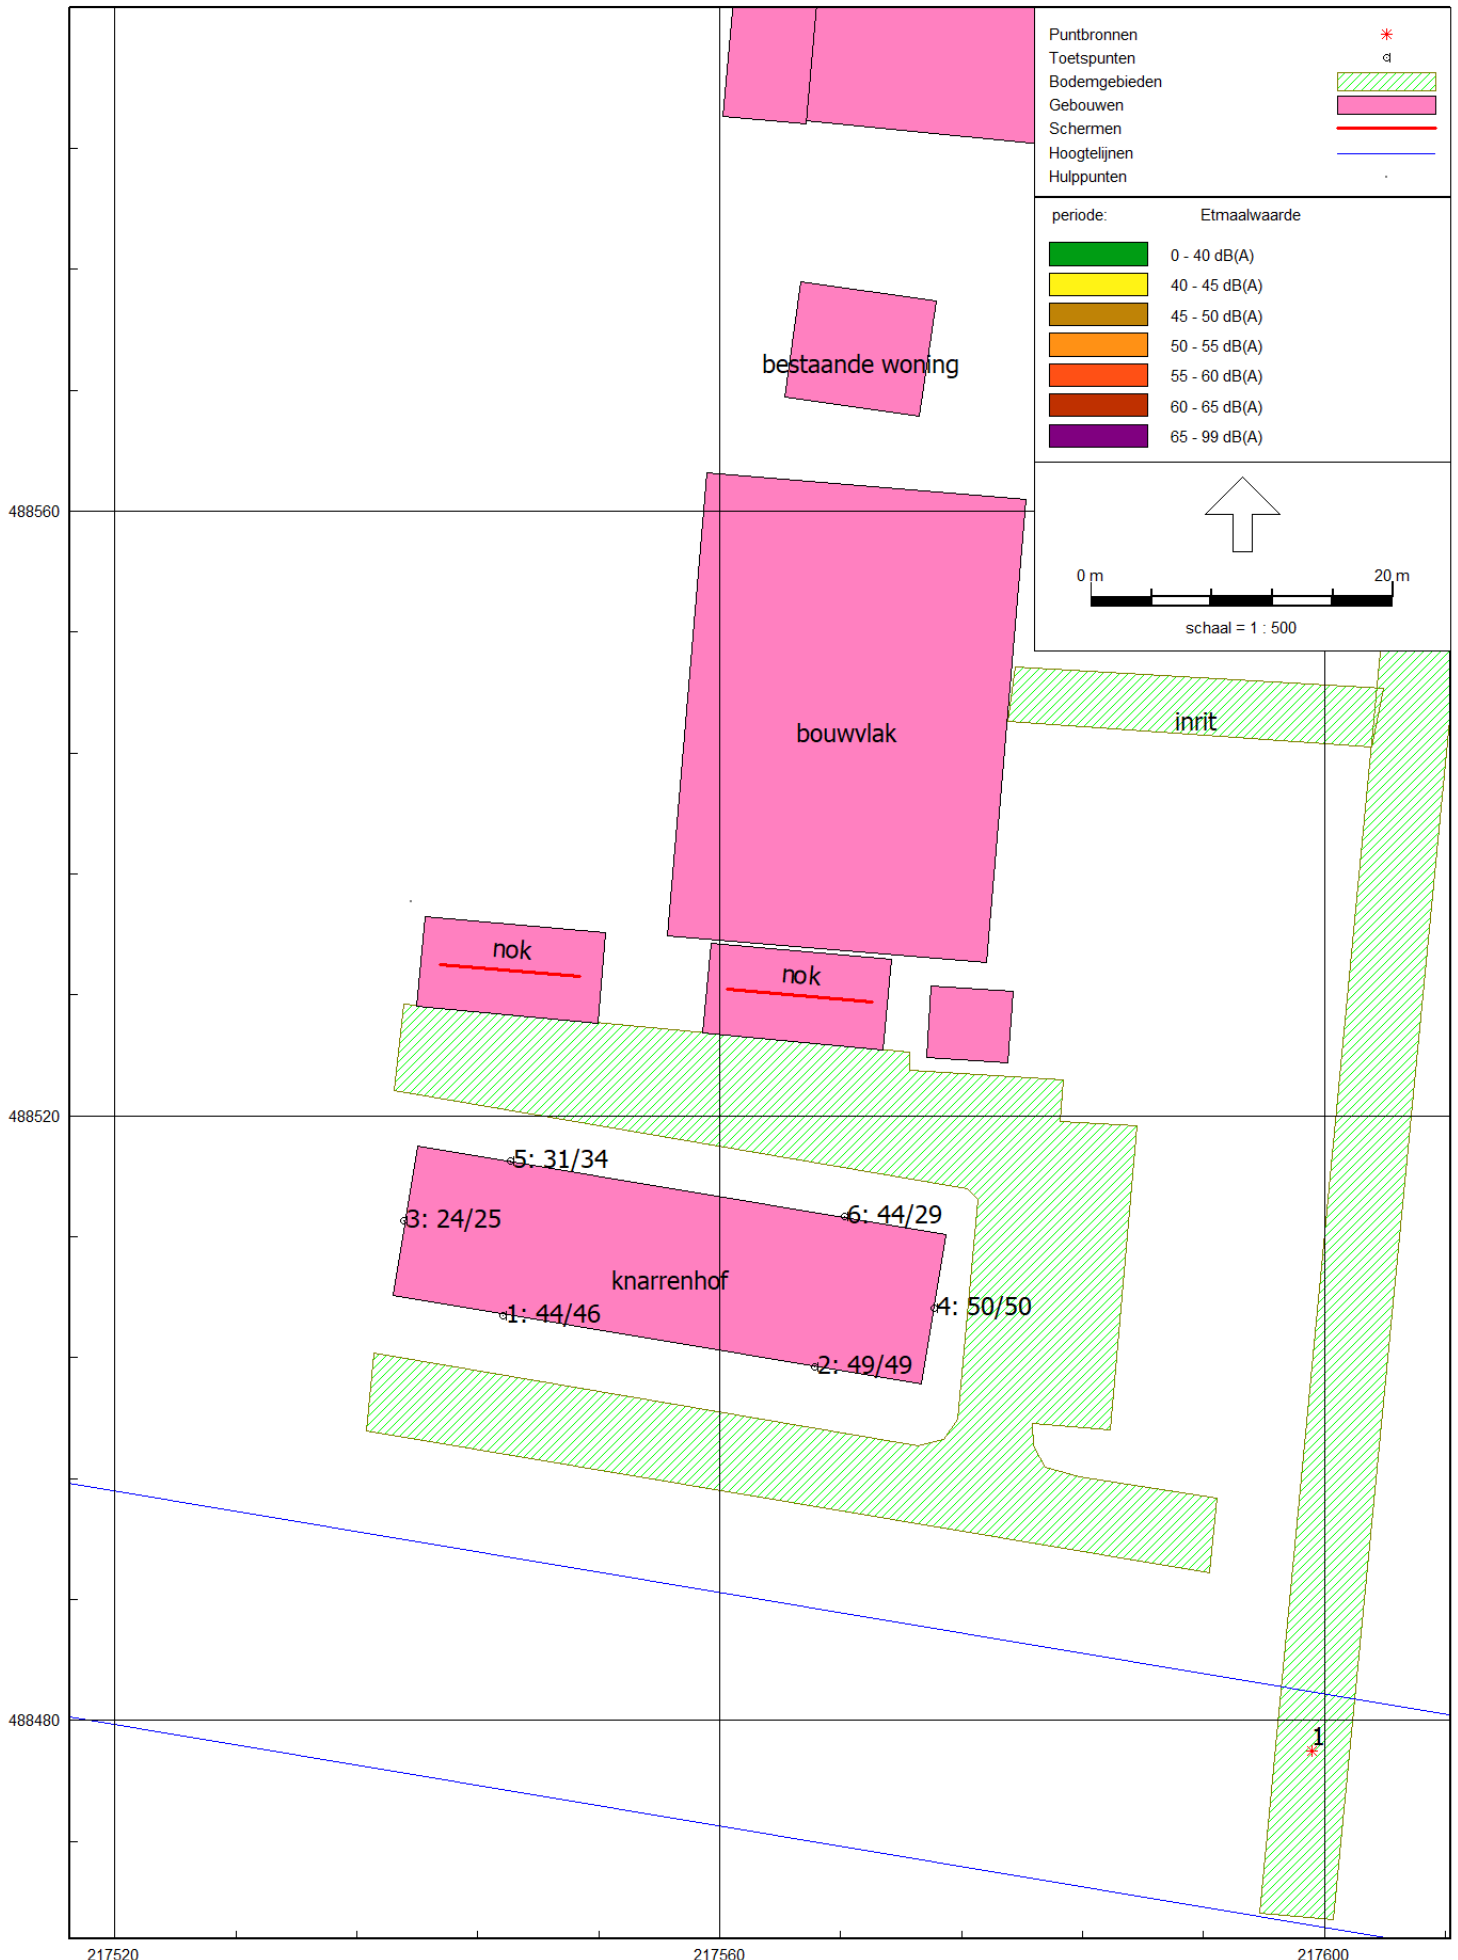 Puntbronnen
Toetspunten
Bodemgebieden
Gebouwen
Schermen
Hoogtelijnen
Hulppunten
periode: Etmaalwaarde
0 - 40 dB(A)
40 - 45 dB(A)
45 - 50 dB(A)
50 - 55 dB(A)
55 - 60 dB(A)
60 - 65 dB(A)
65 - 99 dB(A)
0 m 20 m
schaal = 1 : 500
bestaande woning
488560
inrit
bouwvlak
nok
nok
488520
5: 31/34
3: 24/25
6: 44/29
knarrenhof
1: 44/46
4: 50/50
2: 49/49
488480
1
217520 217560 217600